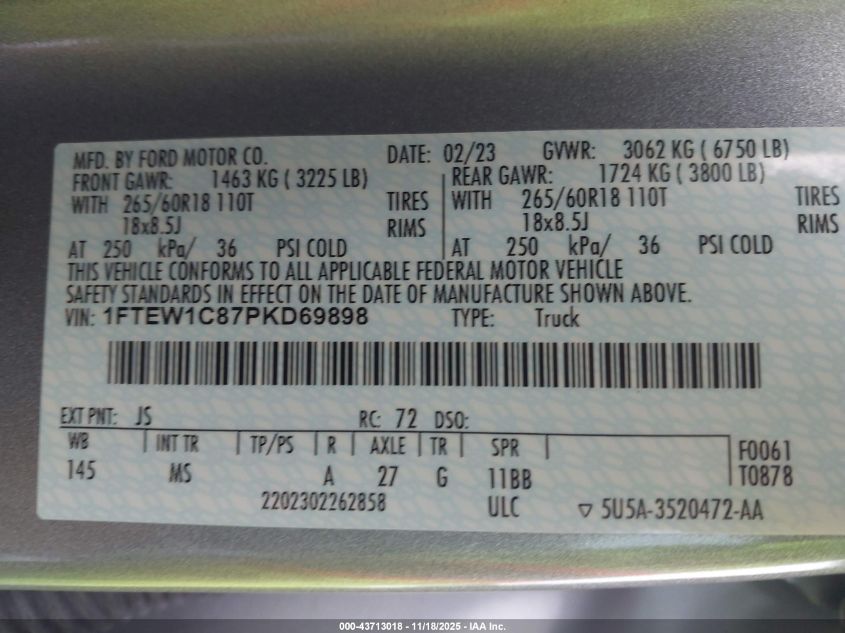 MFD. BY FORD MOTOR CO. DATE: 02/23 GVWR: 3062 KG ( 6750 LB)
FRONT GAWR: 1463 KG ( 3225 LB) REAR GAWR: 1724 KG ( 3800 LB)
WITH 265/60R18 110T TIRES WITH 265/60R18 110T TIRES
18x8.5J RIMS 18x8.5J RIMS
AT 250 kPa/ 36 PSI COLD AT 250 kPa/ 36 PSI COLD
THIS VEHICLE CONFORMS TO ALL APPLICABLE FEDERAL MOTOR VEHICLE
SAFETY STANDARDS IN EFFECT ON THE DATE OF MANUFACTURE SHOWN ABOVE.
VIN: 1FTEW1C87PKD69898 TYPE: Truck
EXT PNT: JS RC: 72 DSO:
WB INT TR TP/PS R AXLE TR SPR F0061
145 MS A 27 G 11BB T0878
2202302262858 ULC ▽ 5U5A-3520472-AA
000-43713018 - 11/18/2025 - IAA Inc.